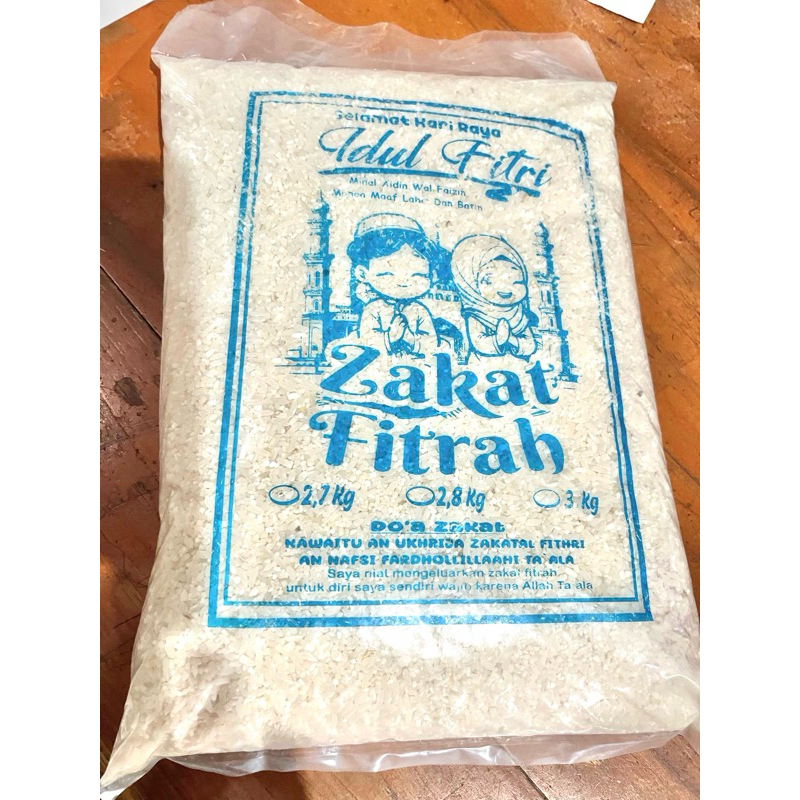 Selamat Hari Raya
Idul Fitri
Minal Aidin Wal Faizin
Mohon Maaf Lahir Dan Batin
Zakat
Fitrah
2,7 Kg 2,8 Kg 3 Kg
Do'a Zakat
NAWAITU AN UKHRIJA ZAKATAL FITHRI
AN NAFSI FARDHOLLILLAAHI TA'ALA
Saya niat mengeluarkan zakat fitrah
untuk diri saya sendiri wajib karena Allah Ta'ala